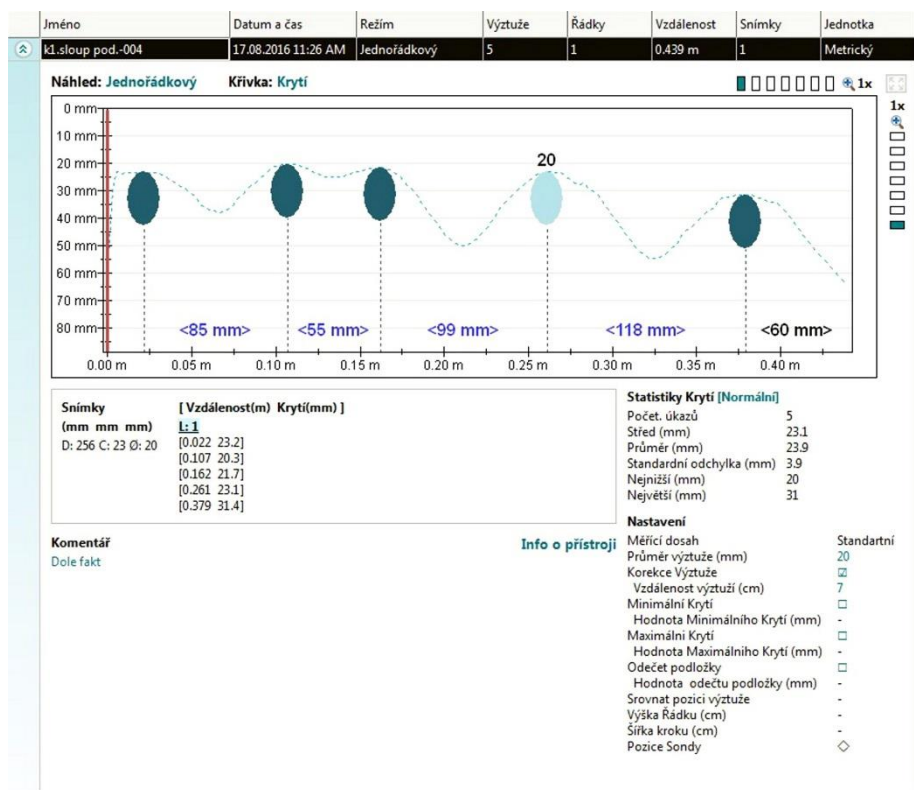 Jméno Datum a čas Režím Výztuže Řádky Vzdálenost Snímky Jednotka
k1.sloup pod.-004 17.08.2016 11:26 AM Jednořádkový 5 1 0.439 m 1 Metrický
Náhled: Jednořádkový Křivka: Krytí 1x
1x
0 mm
10 mm
20 mm
30 mm
40 mm
50 mm
60 mm
70 mm
80 mm
20
<85 mm> <55 mm> <99 mm> <118 mm> <60 mm>
0.00 m 0.05 m 0.10 m 0.15 m 0.20 m 0.25 m 0.30 m 0.35 m 0.40 m
Snímky [ Vzdálenost(m) Krytí(mm) ]
(mm mm mm) L: 1
D: 256 C: 23 Ø: 20 [0.022 23.2]
[0.107 20.3]
[0.162 21.7]
[0.261 23.1]
[0.379 31.4]
Komentář
Dole fakt
Info o přístroji
Statistiky Krytí [Normální]
Počet. úkazů 5
Střed (mm) 23.1
Průměr (mm) 23.9
Standardní odchylka (mm) 3.9
Nejnižší (mm) 20
Největší (mm) 31
Nastavení
Měřící dosah Standartní
Průměr výztuže (mm) 20
Korekce Výztuže ☑
Vzdálenost výztuží (cm) 7
Minimální Krytí ☐
Hodnota Minimálního Krytí (mm) -
Maximálni Krytí ☐
Hodnota Maximálniho Krytí (mm) -
Odečet podložky ☐
Hodnota odečtu podložky (mm) -
Srovnat pozici výztuže -
Výška Řádku (cm) -
Šířka kroku (cm) -
Pozice Sondy ◇